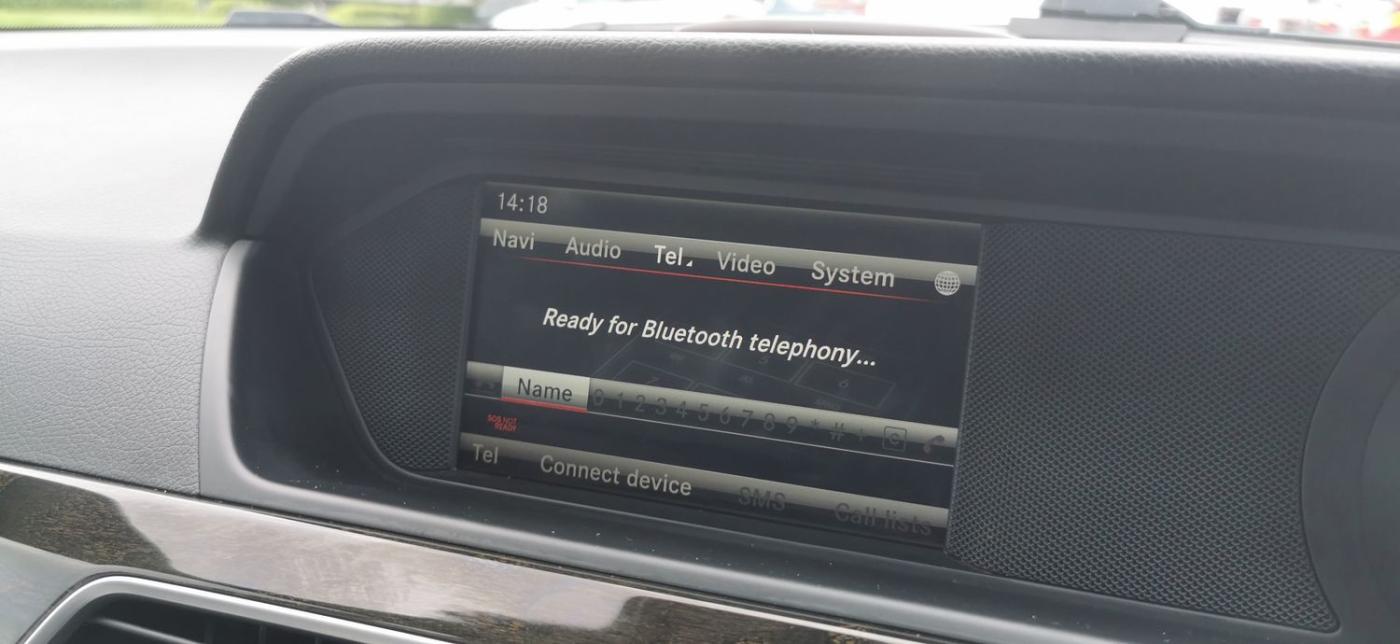 14:18
Navi Audio Tel Video System
Ready for Bluetooth telephony...
Name 0 1 2 3 4 5 6 7 8 9 * # +
SOS NOT
READY
Tel Connect device SMS Call lists